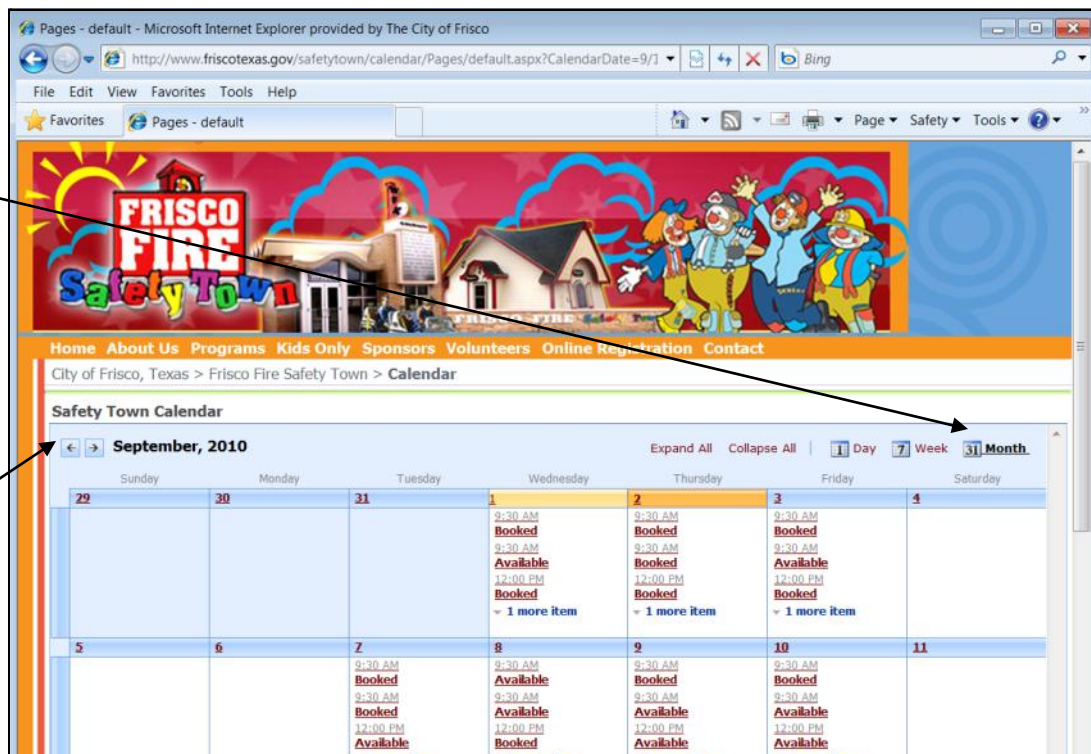 Pages - default - Microsoft Internet Explorer provided by The City of Frisco
http://www.friscotexas.gov/safetytown/calendar/Pages/default.aspx?CalendarDate=9/1
Bing
File Edit View Favorites Tools Help
Favorites Pages - default Page Safety Tools
FRISCO
FIRE
Safety Town
FRISCO FIRE Safety Town
Home About Us Programs Kids Only Sponsors Volunteers Online Registration Contact
City of Frisco, Texas > Frisco Fire Safety Town > Calendar
Safety Town Calendar
September, 2010 Expand All Collapse All 1 Day 7 Week 31 Month
Sunday Monday Tuesday Wednesday Thursday Friday Saturday
29 30 31 1 2 3 4
9:30 AM 9:30 AM 9:30 AM
Booked Booked Booked
9:30 AM 9:30 AM 9:30 AM
Available Booked Available
12:00 PM 12:00 PM 12:00 PM
Booked Booked Booked
1 more item 1 more item 1 more item
5 6 7 8 9 10 11
9:30 AM 9:30 AM 9:30 AM 9:30 AM
Booked Available Booked Booked
9:30 AM 9:30 AM 9:30 AM 9:30 AM
Booked Available Available Available
12:00 PM 12:00 PM 12:00 PM 12:00 PM
Available Booked Available Available